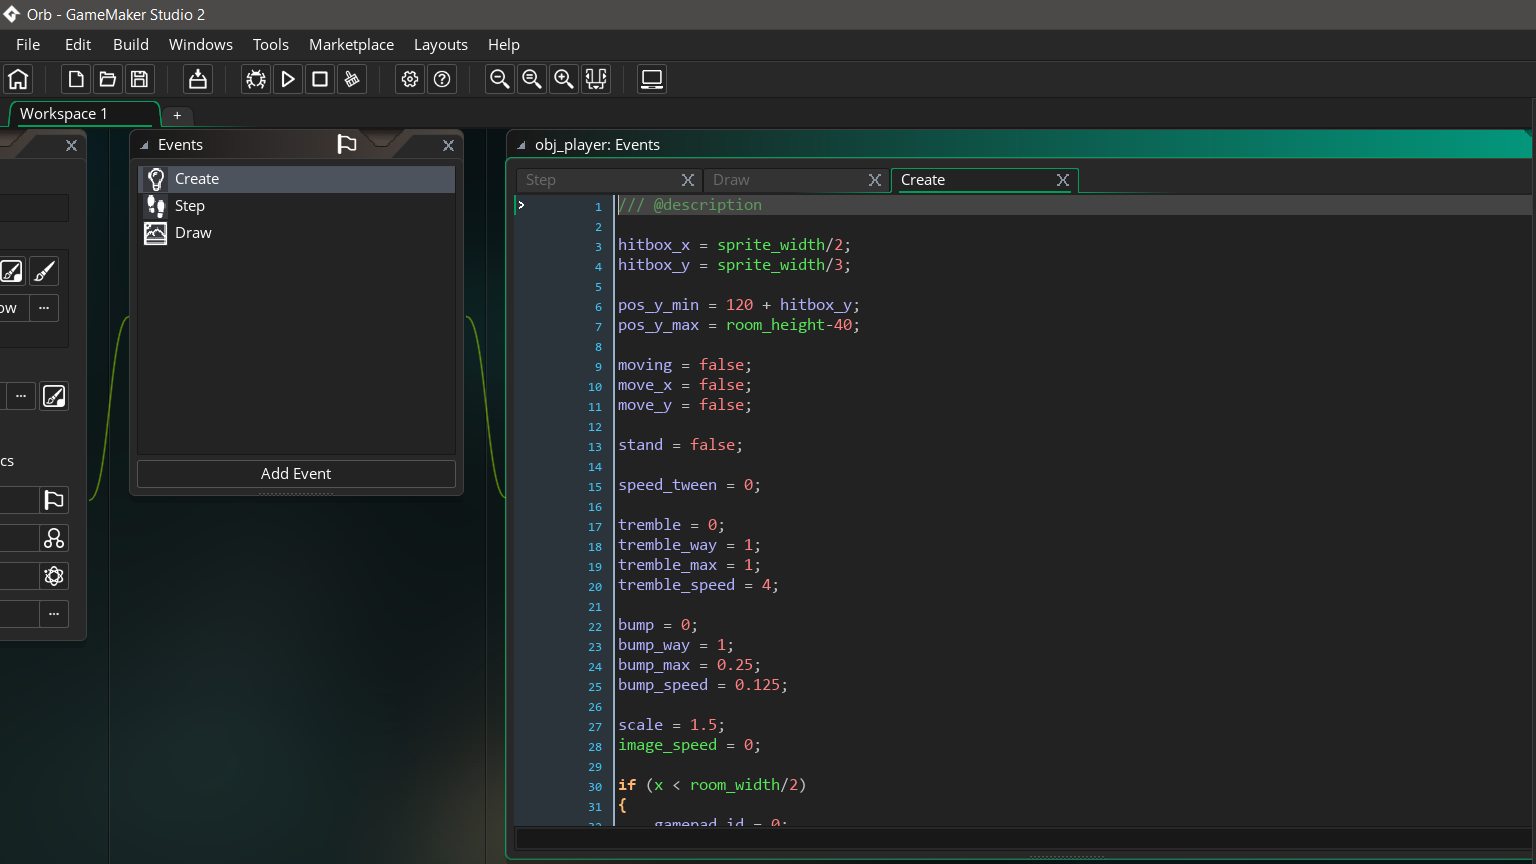 Orb - GameMaker Studio 2
File Edit Build Windows Tools Marketplace Layouts Help
Workspace 1 +
Events
Create
Step
Draw
Add Event
obj_player: Events
Step Draw Create
1 /// @description
2
3 hitbox_x = sprite_width/2;
4 hitbox_y = sprite_width/3;
5
6 pos_y_min = 120 + hitbox_y;
7 pos_y_max = room_height-40;
8
9 moving = false;
10 move_x = false;
11 move_y = false;
12
13 stand = false;
14
15 speed_tween = 0;
16
17 tremble = 0;
18 tremble_way = 1;
19 tremble_max = 1;
20 tremble_speed = 4;
21
22 bump = 0;
23 bump_way = 1;
24 bump_max = 0.25;
25 bump_speed = 0.125;
26
27 scale = 1.5;
28 image_speed = 0;
29
30 if (x < room_width/2)
31 {
32 gamepad_id = 0;